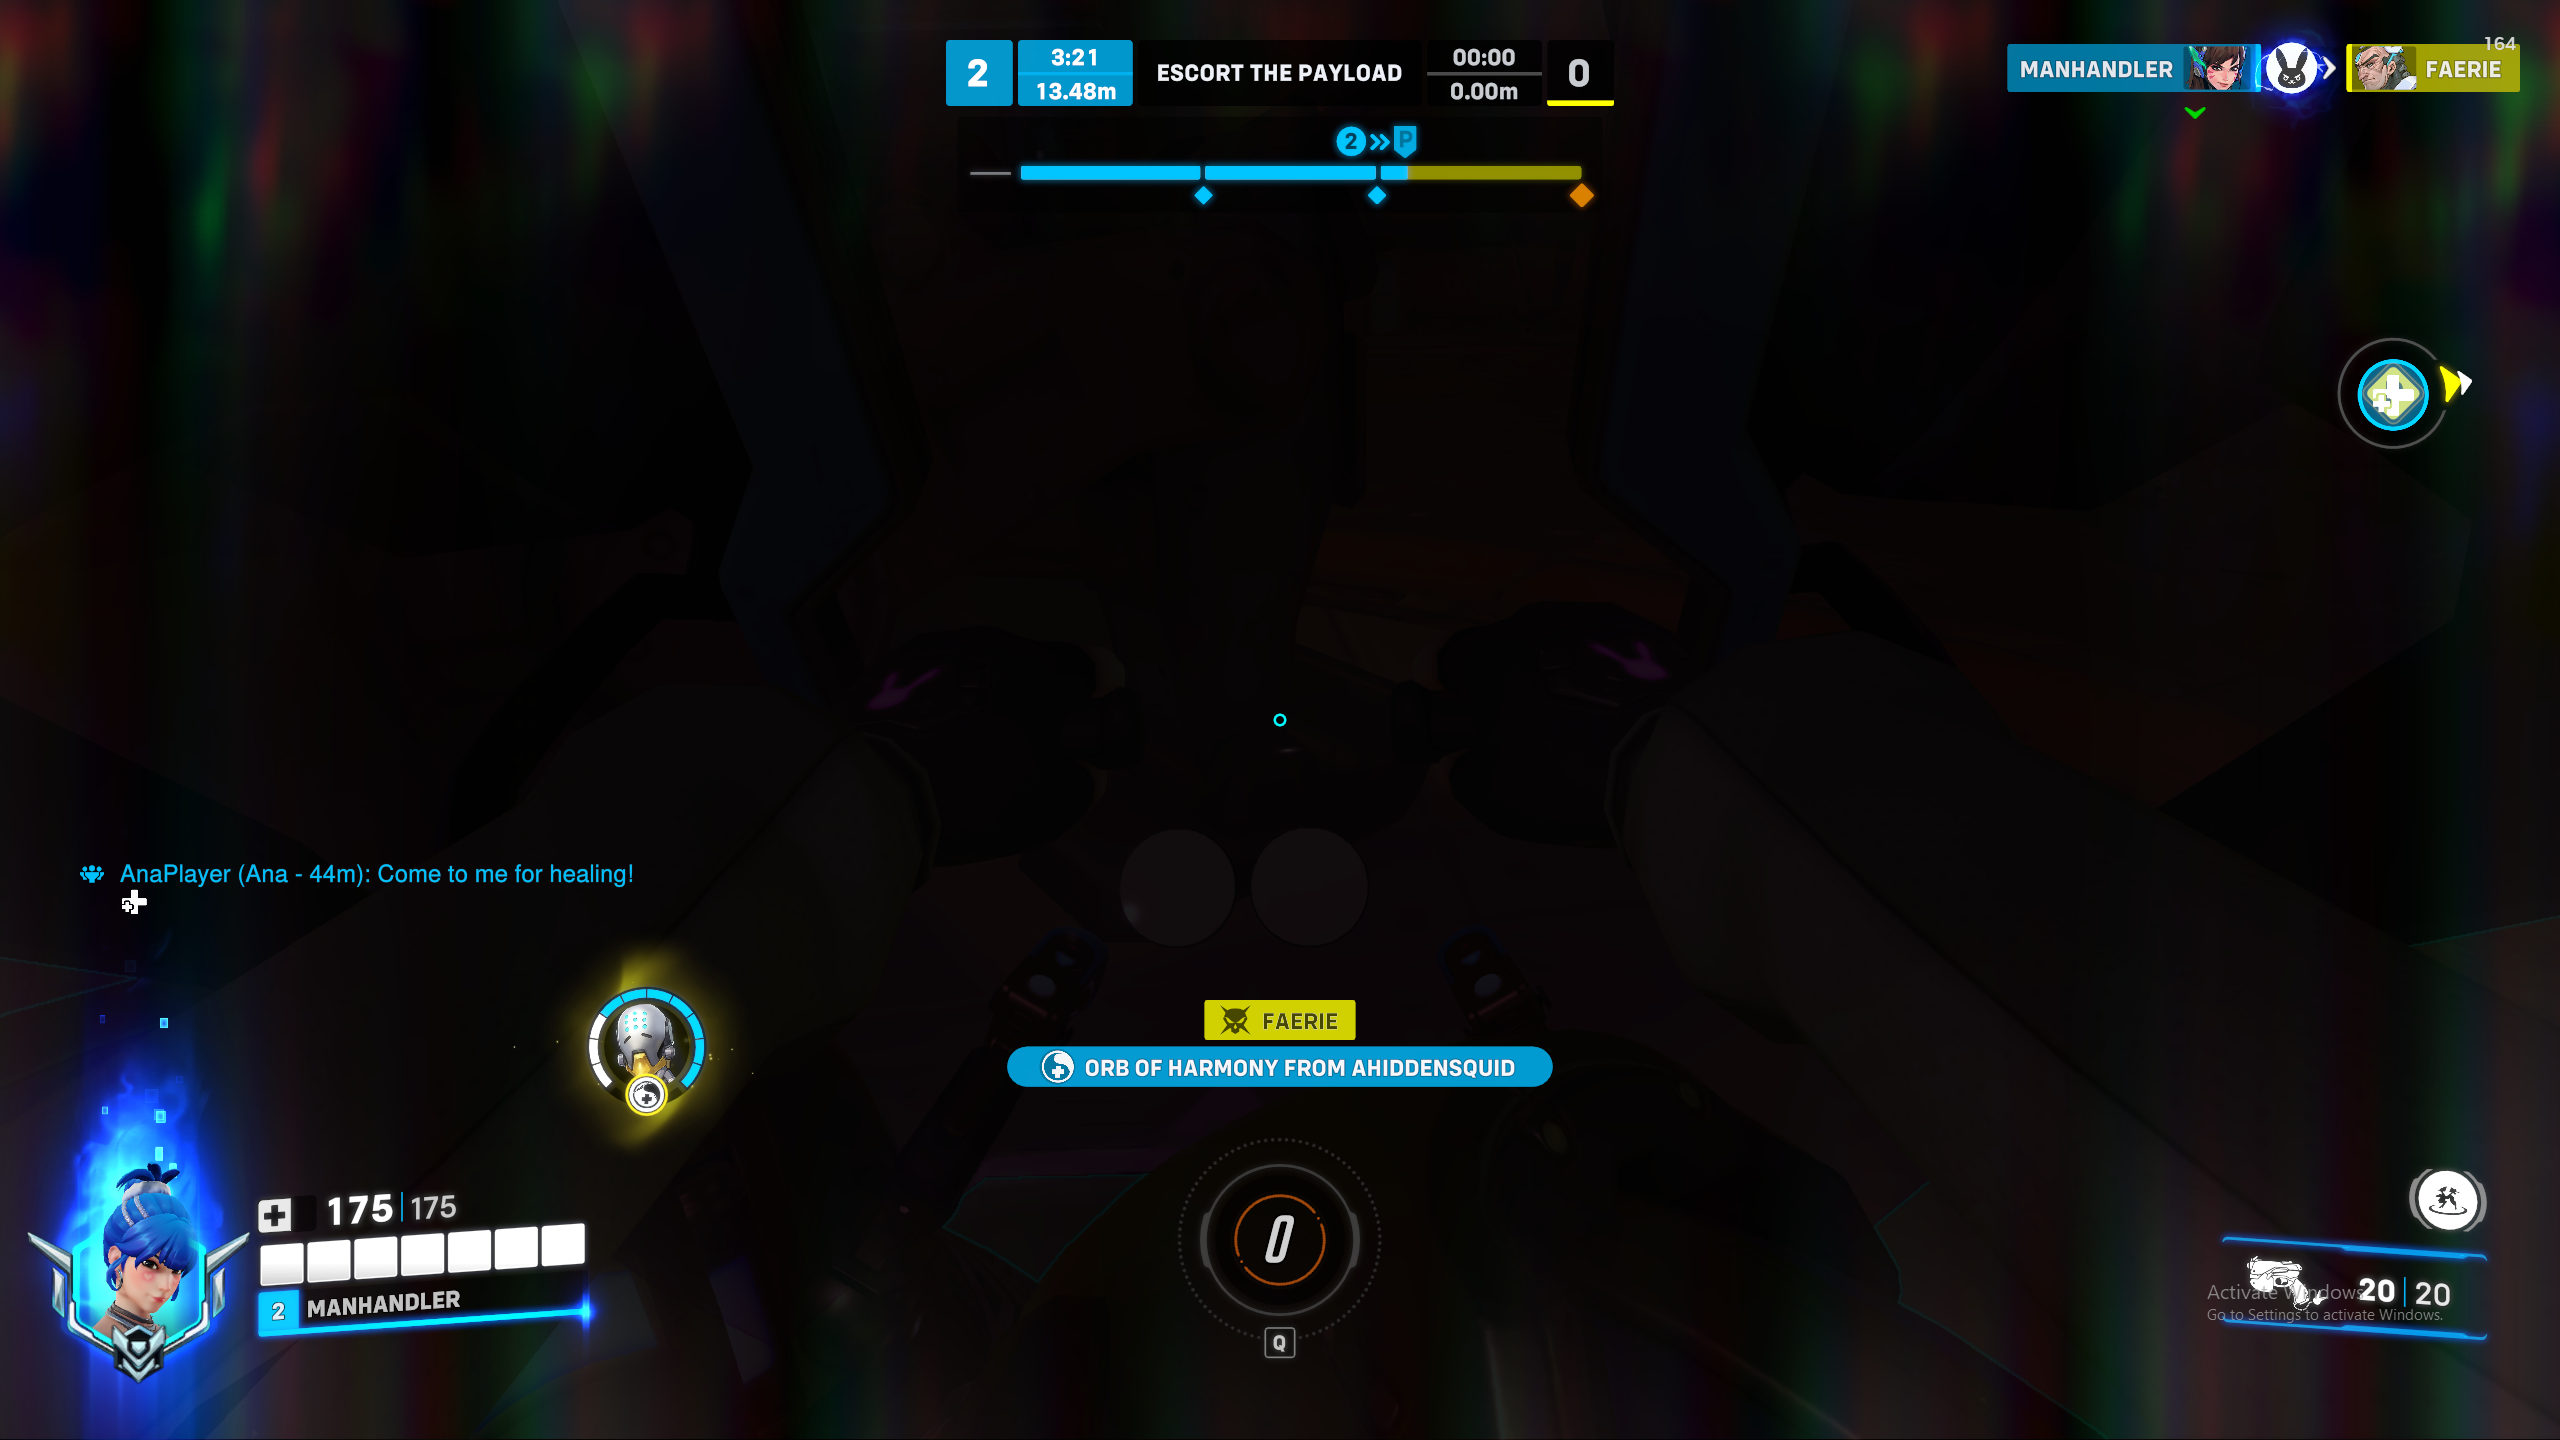 164
2
3:21
13.48m
ESCORT THE PAYLOAD
00:00
0.00m
0
MANHANDLER
FAERIE
2
P
AnaPlayer (Ana - 44m): Come to me for healing!
FAERIE
ORB OF HARMONY FROM AHIDDENSQUID
175 | 175
2 MANHANDLER
0
Q
20 | 20
Activate Windows
Go to Settings to activate Windows.